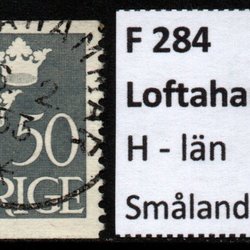 50
RIGE
F 284
Loftaha
H - län
Småland